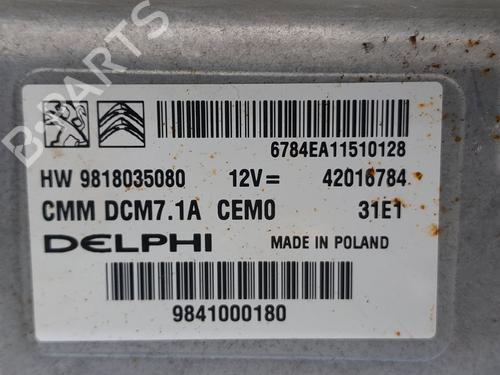 B-PARTS
6784EA11510128
HW 9818035080 12V= 42016784
CMM DCM7.1A CEM0 31E1
DELPHI MADE IN POLAND
9841000180